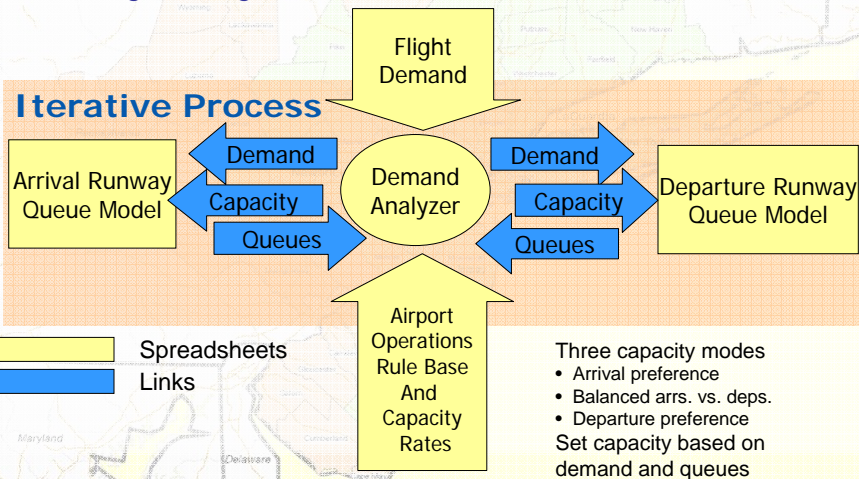 Flight
Demand
Iterative Process
Arrival Runway
Queue Model
Demand
Capacity
Queues
Demand
Analyzer
Demand
Capacity
Queues
Departure Runway
Queue Model
Airport
Operations
Rule Base
And
Capacity
Rates
Spreadsheets
Links
Three capacity modes
• Arrival preference
• Balanced arrs. vs. deps.
• Departure preference
Set capacity based on
demand and queues
Maryland
Delaware